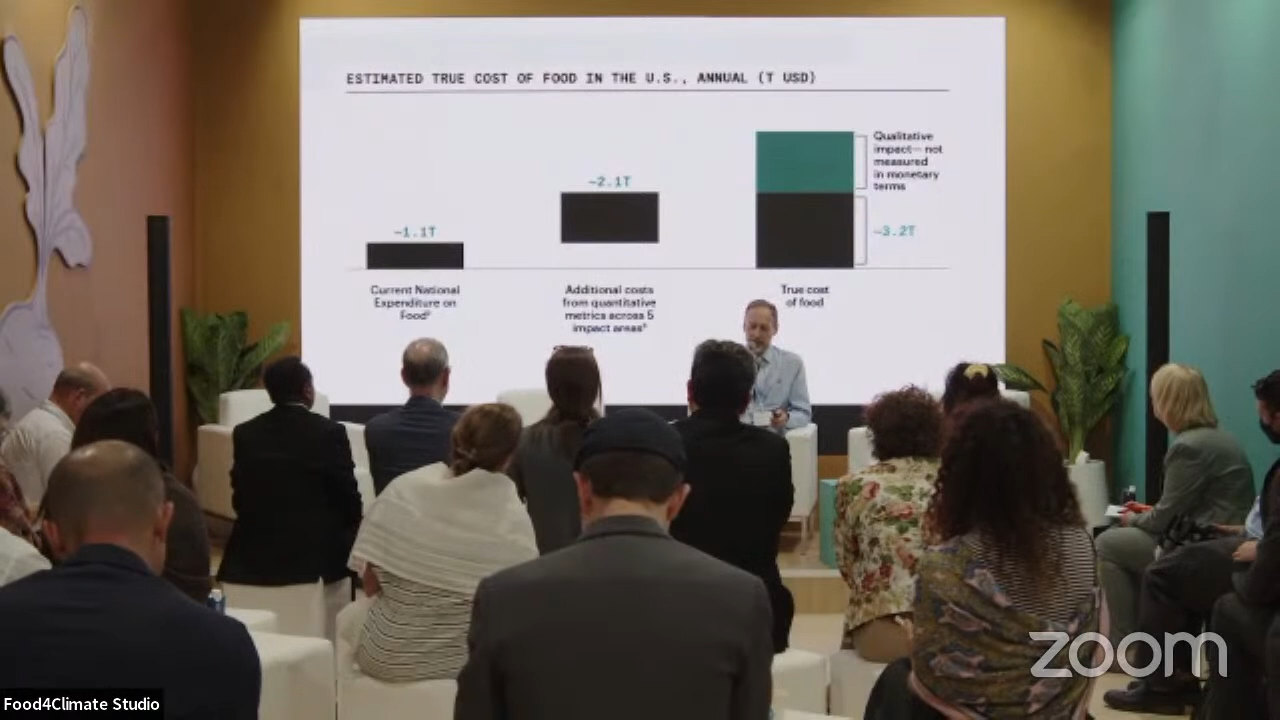 ESTIMATED TRUE COST OF FOOD IN THE U.S., ANNUAL (T USD)
~1.1T
~2.1T
Qualitative
impact— not
measured
in monetary
terms
~3.2T
Current National
Expenditure on
Food
Additional costs
from quantitative
metrics across 5
impact areas
True cost
of food
zoom
Food4Climate Studio